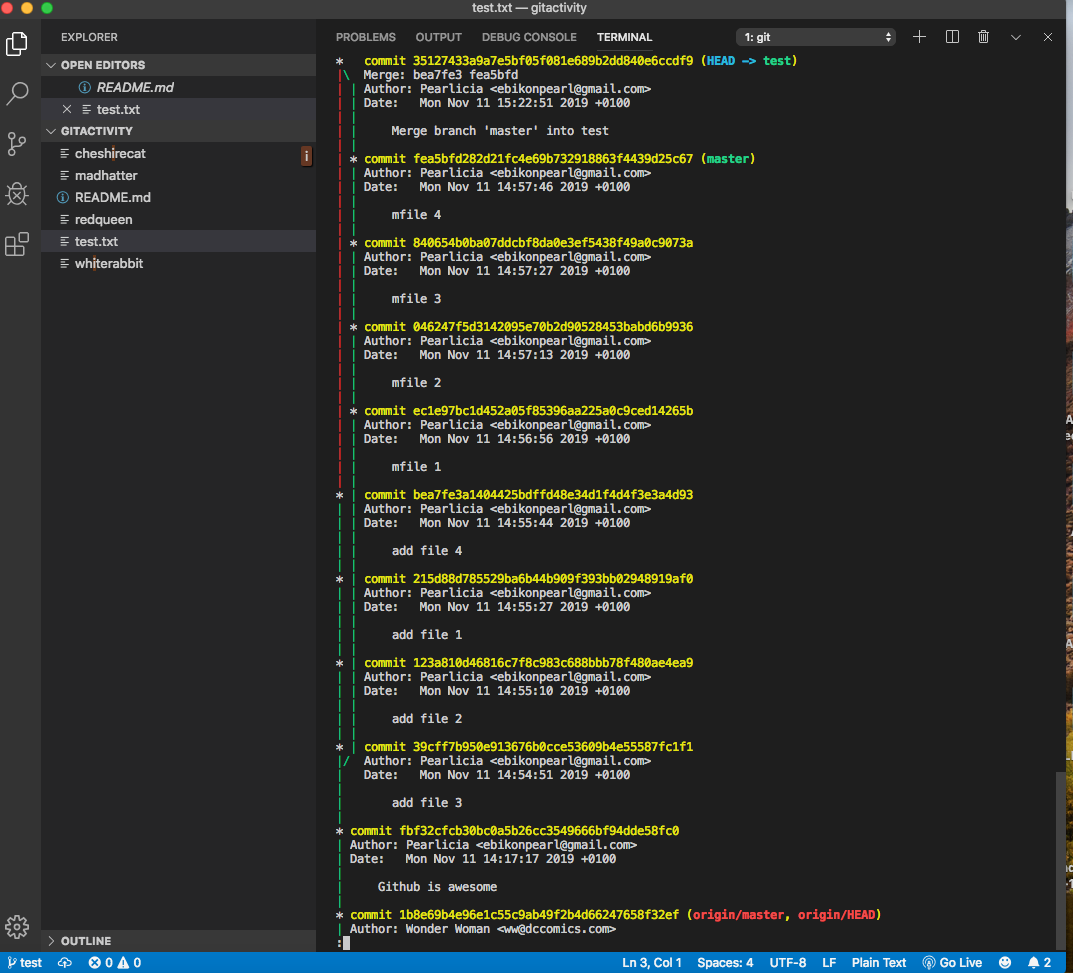 test.txt — gitactivity
EXPLORER
OPEN EDITORS
README.md
test.txt
GITACTIVITY
cheshirecat
madhatter
README.md
redqueen
test.txt
whiterabbit
OUTLINE
PROBLEMS OUTPUT DEBUG CONSOLE TERMINAL 1: git
* commit 35127433a9a7e5bf05f081e689b2dd840e6ccdf9 (HEAD -> test)
|\ Merge: bea7fe3 fea5bfd
| | Author: Pearlicia <ebikonpearl@gmail.com>
| | Date: Mon Nov 11 15:22:51 2019 +0100
| | Merge branch 'master' into test
| * commit fea5bfd282d21fc4e69b732918863f4439d25c67 (master)
| | Author: Pearlicia <ebikonpearl@gmail.com>
| | Date: Mon Nov 11 14:57:46 2019 +0100
| | mfile 4
| * commit 840654b0ba07ddcbf8da0e3ef5438f49a0c9073a
| | Author: Pearlicia <ebikonpearl@gmail.com>
| | Date: Mon Nov 11 14:57:27 2019 +0100
| | mfile 3
| * commit 046247f5d3142095e70b2d90528453babd6b9936
| | Author: Pearlicia <ebikonpearl@gmail.com>
| | Date: Mon Nov 11 14:57:13 2019 +0100
| | mfile 2
| * commit ec1e97bc1d452a05f85396aa225a0c9ced14265b
| | Author: Pearlicia <ebikonpearl@gmail.com>
| | Date: Mon Nov 11 14:56:56 2019 +0100
| | mfile 1
* | commit bea7fe3a1404425bdffd48e34d1f4d4f3e3a4d93
| | Author: Pearlicia <ebikonpearl@gmail.com>
| | Date: Mon Nov 11 14:55:44 2019 +0100
| | add file 4
* | commit 215d88d785529ba6b44b909f393bb02948919af0
| | Author: Pearlicia <ebikonpearl@gmail.com>
| | Date: Mon Nov 11 14:55:27 2019 +0100
| | add file 1
* | commit 123a810d46816c7f8c983c688bbb78f480ae4ea9
| | Author: Pearlicia <ebikonpearl@gmail.com>
| | Date: Mon Nov 11 14:55:10 2019 +0100
| | add file 2
* | commit 39cff7b950e913676b0cce53609b4e55587fc1f1
|/ Author: Pearlicia <ebikonpearl@gmail.com>
| Date: Mon Nov 11 14:54:51 2019 +0100
| add file 3
* commit fbf32cfcb30bc0a5b26cc3549666bf94dde58fc0
| Author: Pearlicia <ebikonpearl@gmail.com>
| Date: Mon Nov 11 14:17:17 2019 +0100
| Github is awesome
* commit 1b8e69b4e96e1c55c9ab49f2b4d66247658f32ef (origin/master, origin/HEAD)
| Author: Wonder Woman <ww@dccomics.com>
:
test 0 0 Ln 3, Col 1 Spaces: 4 UTF-8 LF Plain Text Go Live 2